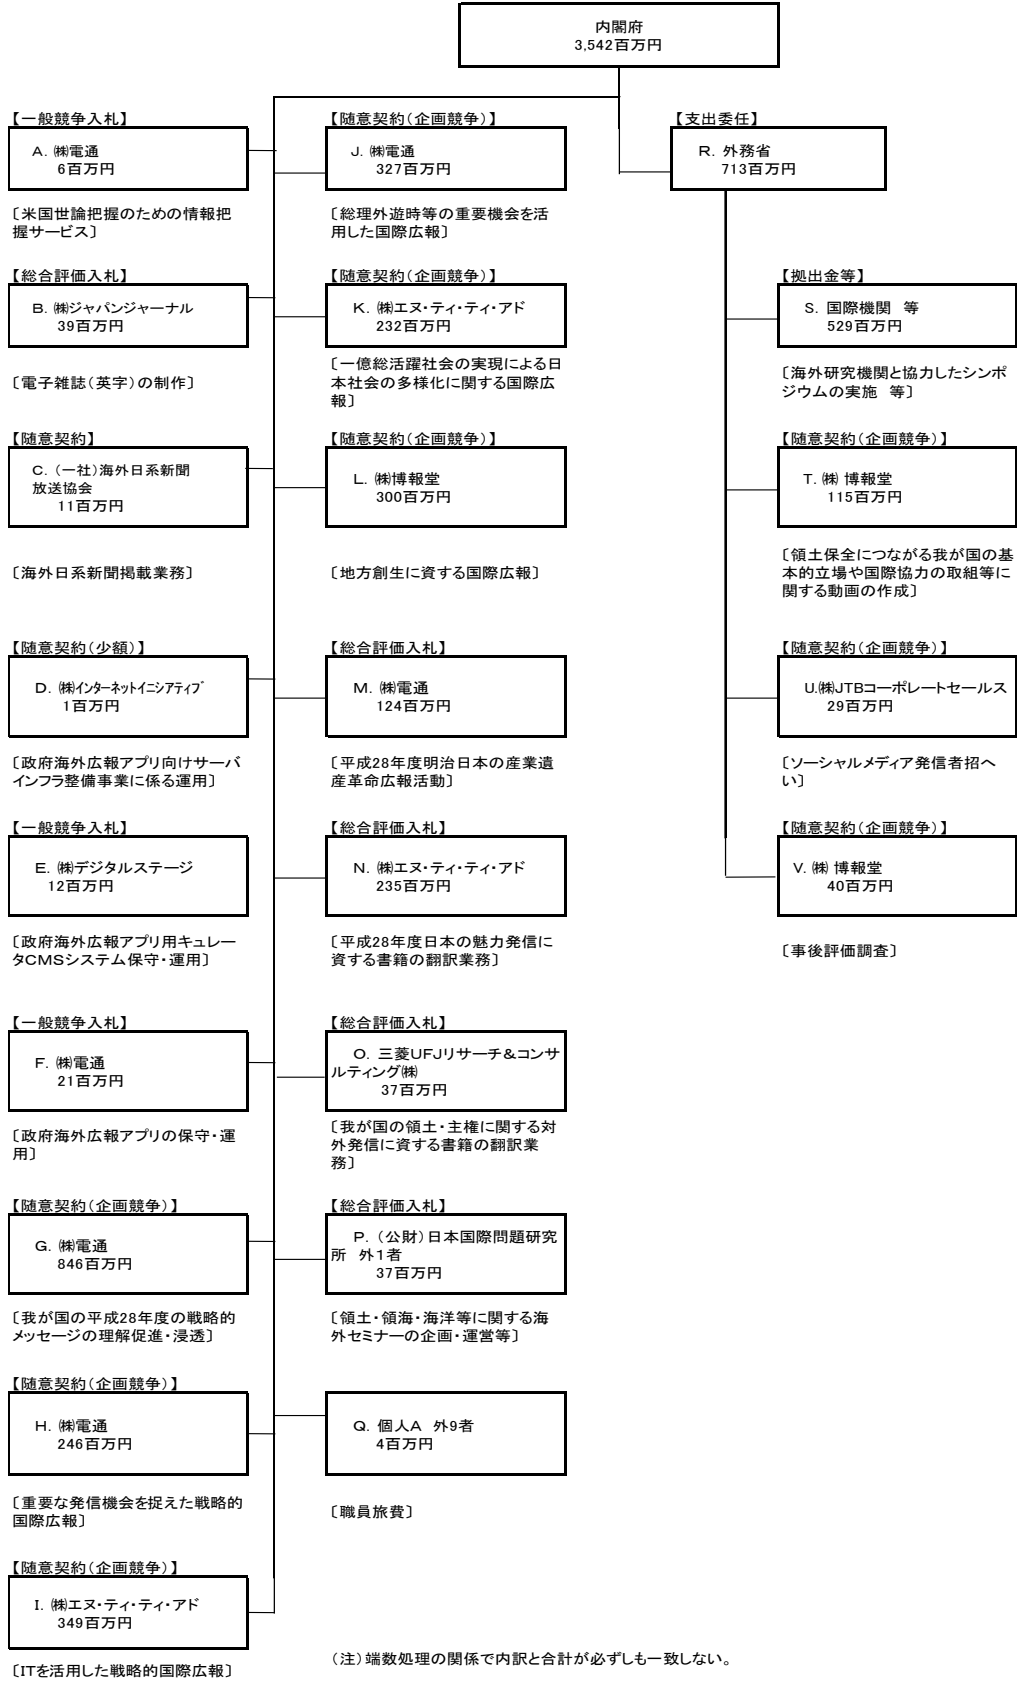 内閣府
3,542百万円
【一般競争入札】
A. ㈱電通
6百万円
〔米国世論把握のための情報把
握サービス〕
【総合評価入札】
B. ㈱ジャパンジャーナル
39百万円
〔電子雑誌(英字)の制作〕
【随意契約】
C. (一社)海外日系新聞
放送協会
11百万円
〔海外日系新聞掲載業務〕
【随意契約(少額)】
D. ㈱インターネットイニシアティブ
1百万円
〔政府海外広報アプリ向けサーバ
インフラ整備事業に係る運用〕
【一般競争入札】
E. ㈱デジタルステージ
12百万円
〔政府海外広報アプリ用キュレー
タCMSシステム保守・運用〕
【一般競争入札】
F. ㈱電通
21百万円
〔政府海外広報アプリの保守・運
用〕
【随意契約(企画競争)】
G. ㈱電通
846百万円
〔我が国の平成28年度の戦略的
メッセージの理解促進・浸透〕
【随意契約(企画競争)】
H. ㈱電通
246百万円
〔重要な発信機会を捉えた戦略的
国際広報〕
【随意契約(企画競争)】
I. ㈱エヌ・ティ・ティ・アド
349百万円
〔ITを活用した戦略的国際広報〕
【随意契約(企画競争)】
J. ㈱電通
327百万円
〔総理外遊時等の重要機会を活
用した国際広報〕
【随意契約(企画競争)】
K. ㈱エヌ・ティ・ティ・アド
232百万円
〔一億総活躍社会の実現による日
本社会の多様化に関する国際広
報〕
【随意契約(企画競争)】
L. ㈱博報堂
300百万円
〔地方創生に資する国際広報〕
【総合評価入札】
M. ㈱電通
124百万円
〔平成28年度明治日本の産業遺
産革命広報活動〕
【総合評価入札】
N. ㈱エヌ・ティ・ティ・アド
235百万円
〔平成28年度日本の魅力発信に
資する書籍の翻訳業務〕
【総合評価入札】
O. 三菱UFJリサーチ&コンサ
ルティング㈱
37百万円
〔我が国の領土・主権に関する対
外発信に資する書籍の翻訳業
務〕
【総合評価入札】
P. (公財)日本国際問題研究
所 外1者
37百万円
〔領土・領海・海洋等に関する海
外セミナーの企画・運営等〕
Q. 個人A 外9者
4百万円
〔職員旅費〕
【支出委任】
R. 外務省
713百万円
【拠出金等】
S. 国際機関 等
529百万円
〔海外研究機関と協力したシンポ
ジウムの実施 等〕
【随意契約(企画競争)】
T. ㈱ 博報堂
115百万円
〔領土保全につながる我が国の基
本的立場や国際協力の取組等に
関する動画の作成〕
【随意契約(企画競争)】
U.㈱JTBコーポレートセールス
29百万円
〔ソーシャルメディア発信者招へ
い〕
【随意契約(企画競争)】
V. ㈱ 博報堂
40百万円
〔事後評価調査〕
(注)端数処理の関係で内訳と合計が必ずしも一致しない。